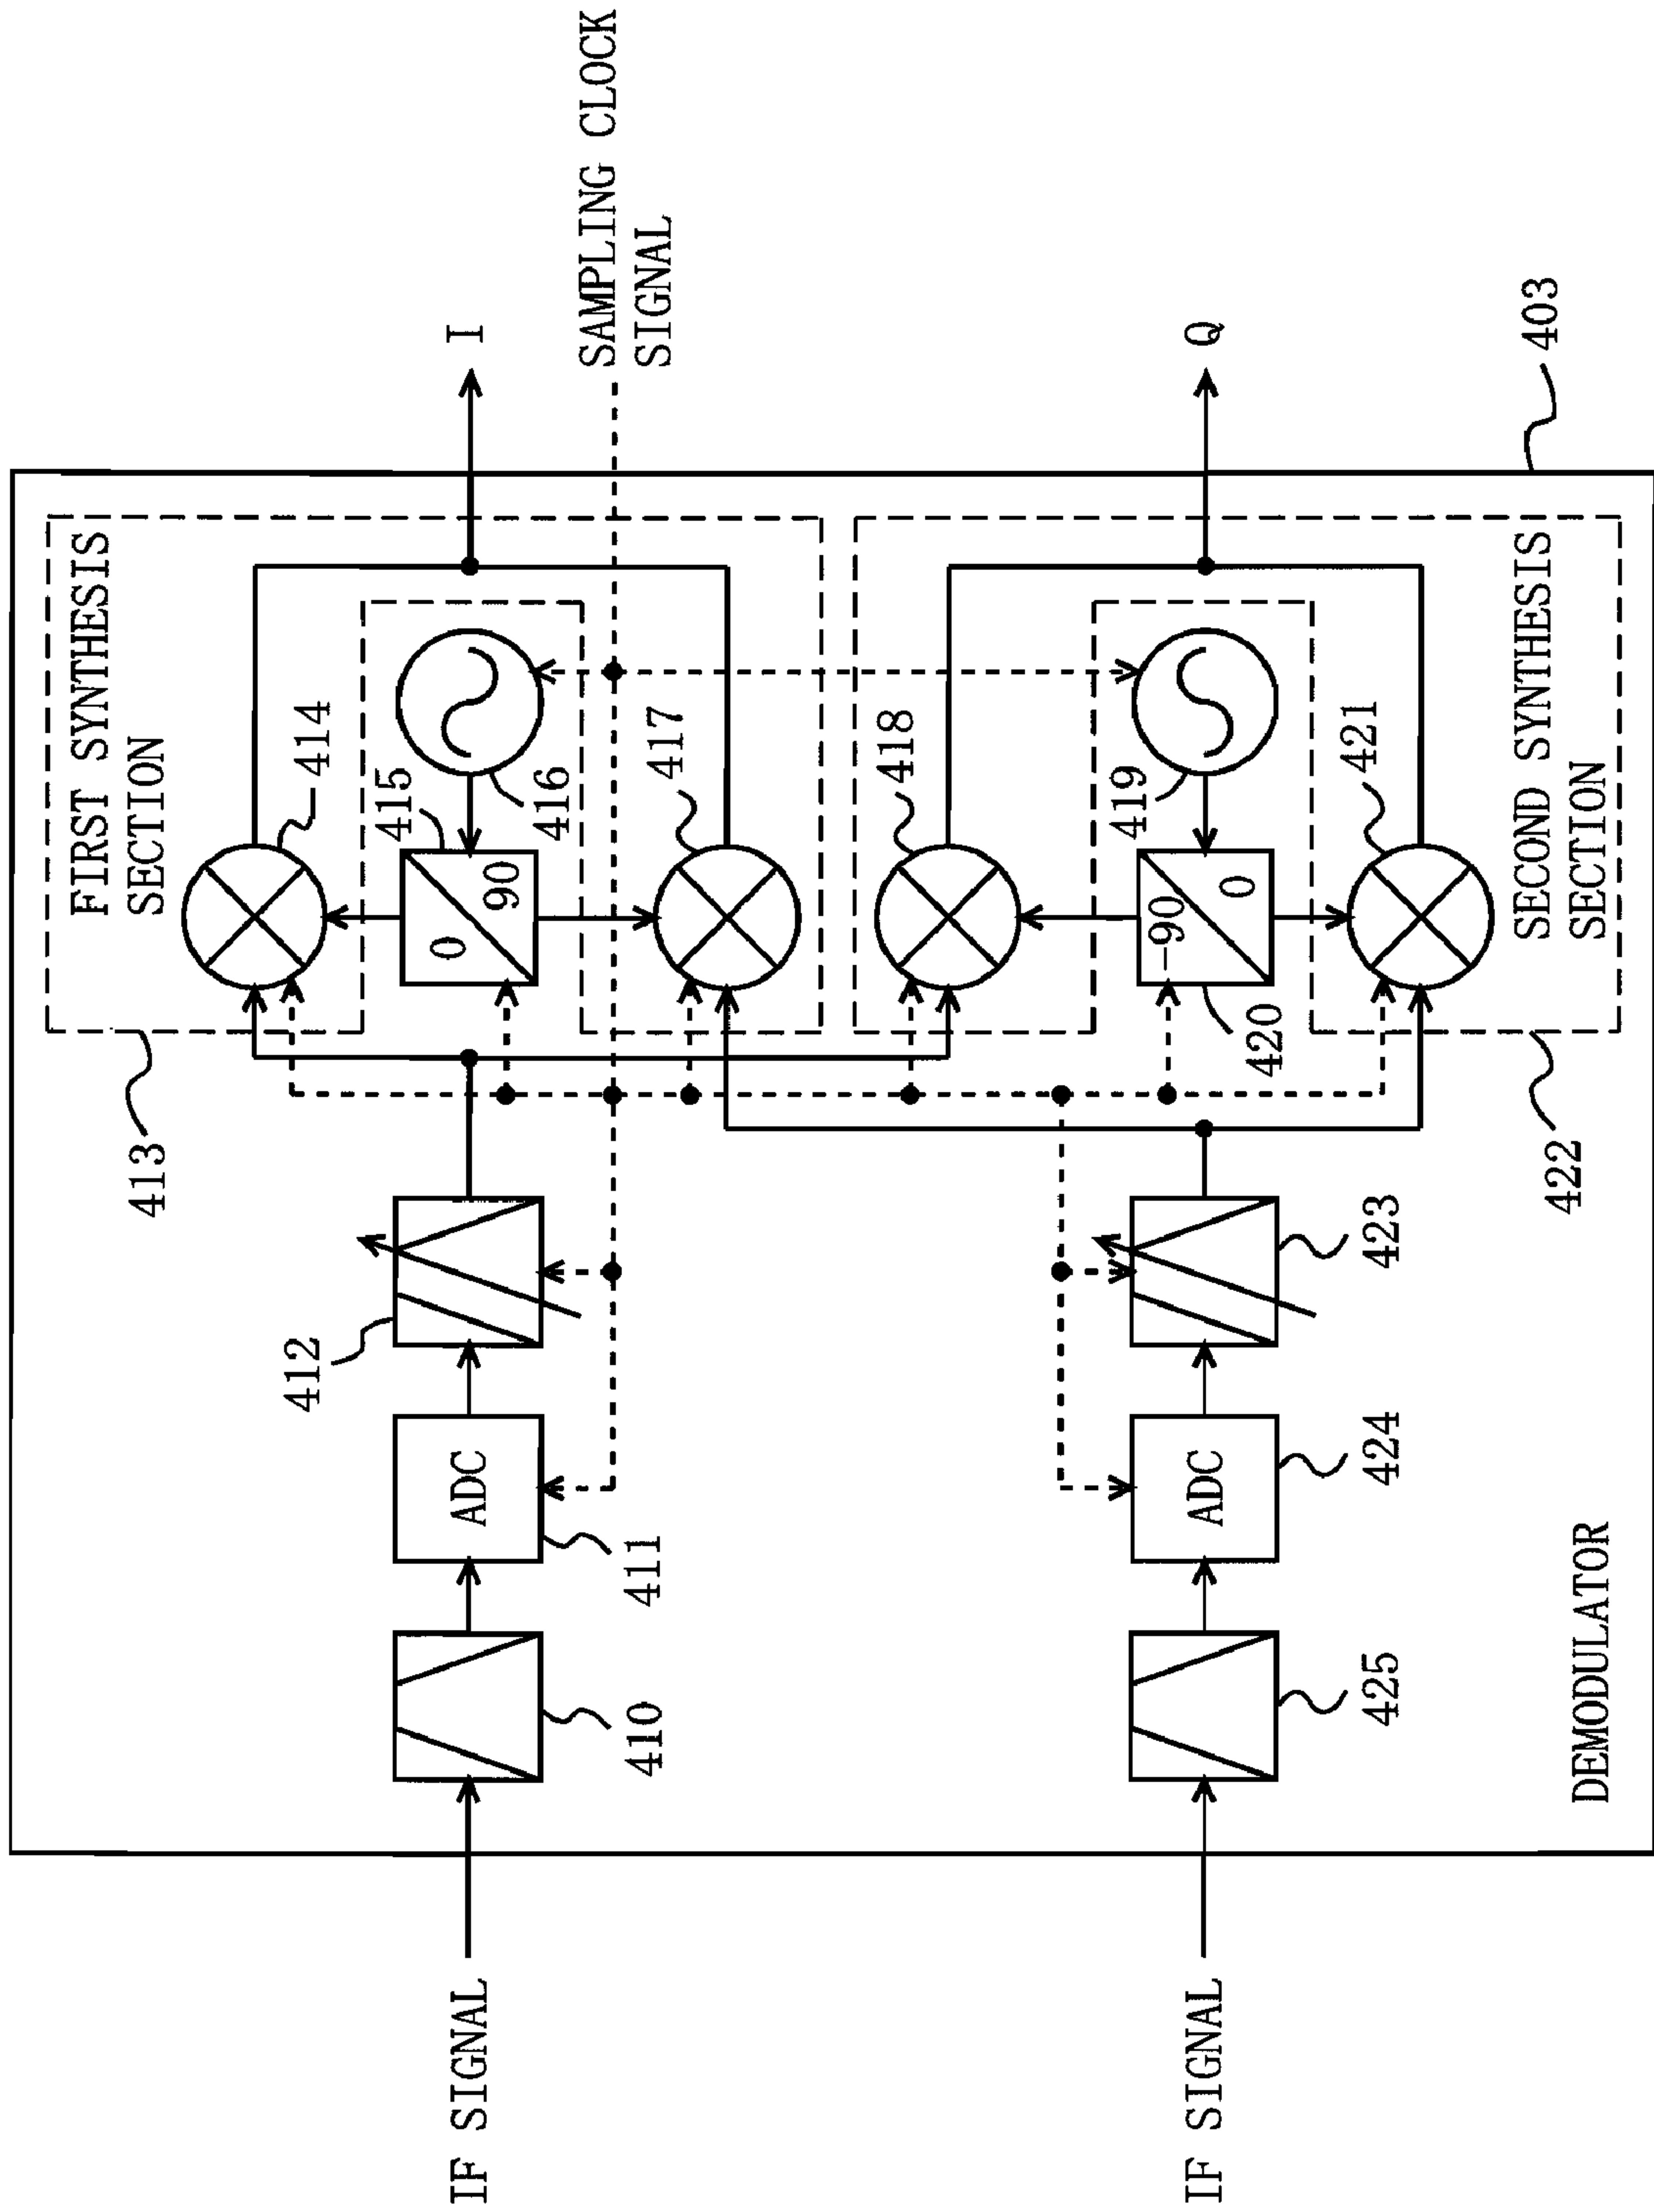 FIRST SYNTHESIS
SECTION
413
414
415
0
90
416
417
I
SAMPLING CLOCK
SIGNAL
IF SIGNAL
410
ADC
411
412
418
419
-90
0
420
421
Q
SECOND SYNTHESIS
SECTION
422
423
ADC
424
425
IF SIGNAL
DEMODULATOR
403